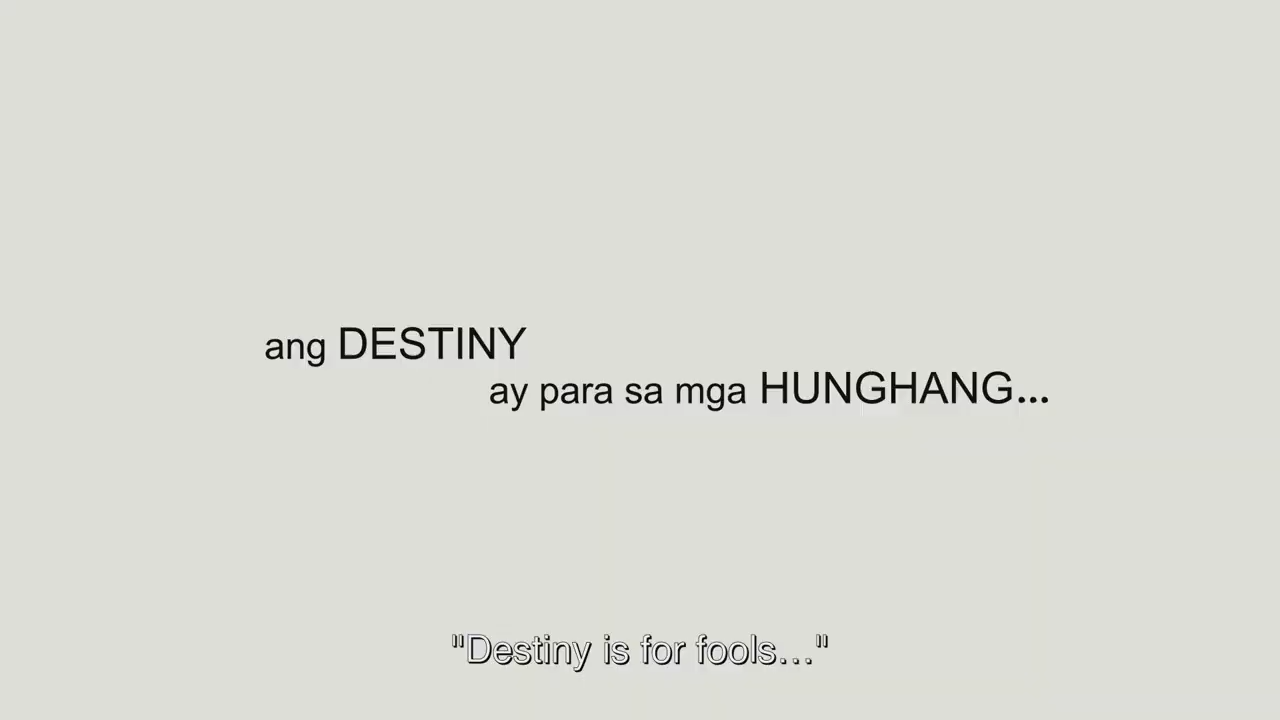 ang DESTINY
ay para sa mga HUNGHANG...
"Destiny is for fools..."